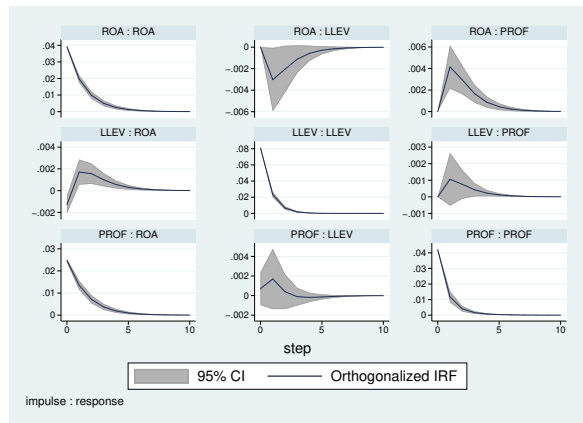 ROA : ROA
ROA : LLEV
ROA : PROF
.04
.03
.02
.01
0
0
-.002
-.004
-.006
.006
.004
.002
0
LLEV : ROA
LLEV : LLEV
LLEV : PROF
.004
.002
0
-.002
.08
.06
.04
.02
0
.003
.002
.001
0
-.001
PROF : ROA
PROF : LLEV
PROF : PROF
.03
.02
.01
0
.004
.002
0
-.002
.04
.03
.02
.01
0
0 5 10
0 5 10
0 5 10
step
95% CI
Orthogonalized IRF
impulse : response